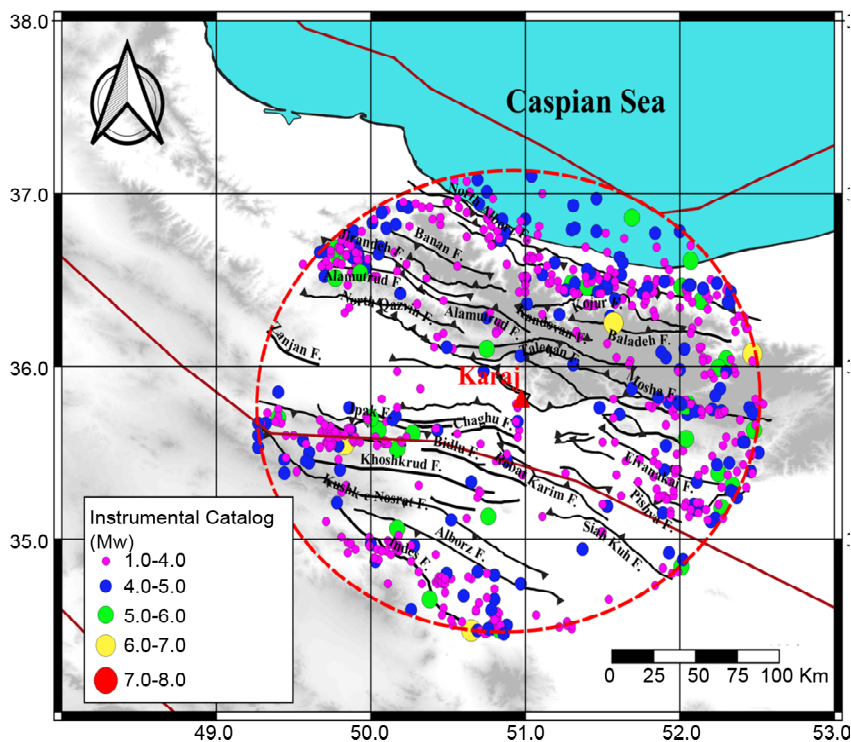 38.0
Caspian Sea
37.0
North Alborz F.
Banan F.
Jirandeh F.
Alamutrud F.
North Qazvin F.
Alamutrud F.
Kojur F.
Kandovan F.
Baladeh F.
Taleqan F.
Zanjan F.
36.0
Karaj
Mosha F.
Ipak F.
Chaghu F.
Bidlu F.
Khoshkrud F.
Robat Karim F.
Eivanakai F.
Pishva F.
Kushk-e Nosrat F.
Siah Kuh F.
Alborz F.
Indes F.
35.0
Instrumental Catalog
(Mw)
1.0-4.0
4.0-5.0
5.0-6.0
6.0-7.0
7.0-8.0
0 25 50 75 100 Km
49.0 50.0 51.0 52.0 53.0